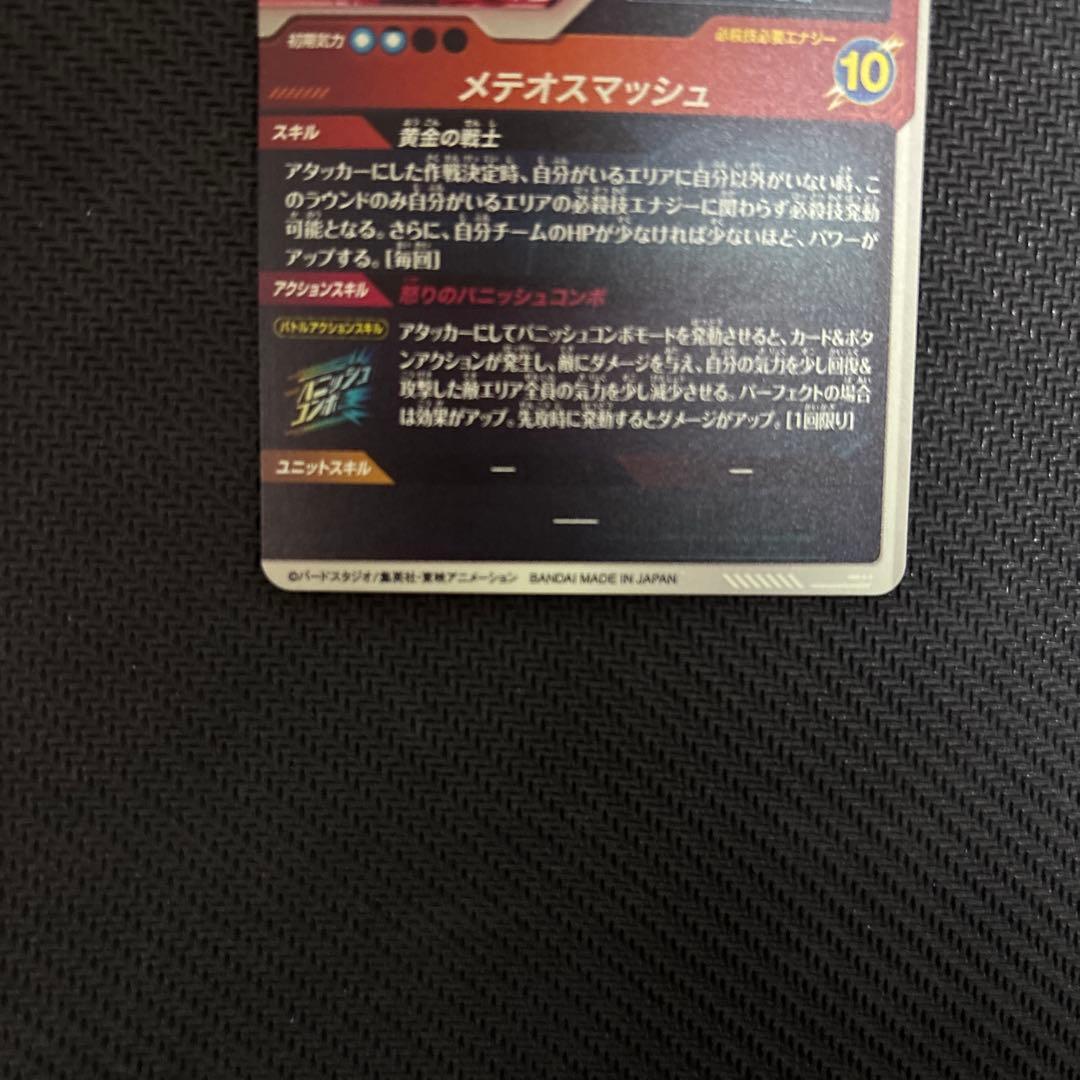 初期気力
必殺技必要エナジー
10
メテオスマッシュ
スキル
黄金の戦士
アタッカーにした作戦決定時、自分がいるエリアに自分以外がいない時、こ
のラウンドのみ自分がいるエリアの必殺技エナジーに関わらず必殺技発動
可能となる。さらに、自分チームのHPが少なければ少ないほど、パワーが
アップする。[毎回]
アクションスキル
怒りのバニッシュコンボ
バトルアクションスキル
アタッカーにしてバニッシュコンボモードを発動させると、カード&ボタ
ンアクションが発生し、敵にダメージを与え、自分の気力を少し回復&
攻撃した敵エリア全員の気力を少し減少させる。パーフェクトの場合
は効果がアップ。先攻時に発動するとダメージがアップ。[1回限り]
バニッシュ
コンボ
ユニットスキル
ー
ー
ー
©バードスタジオ/集英社・東映アニメーション BANDAI MADE IN JAPAN